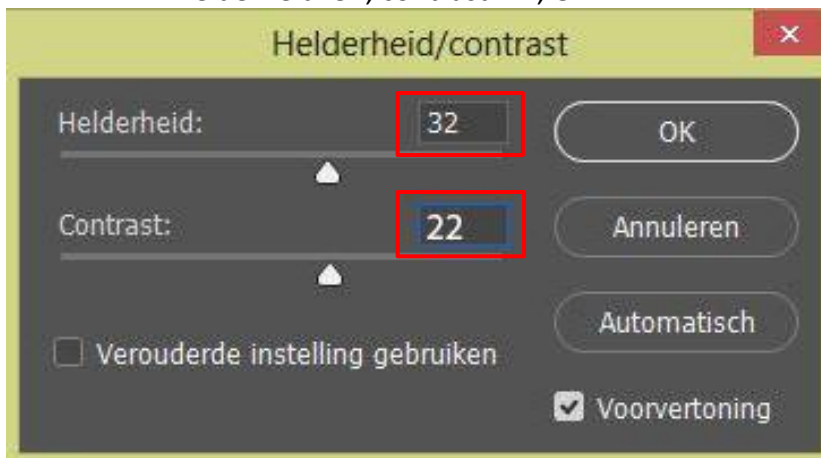 Helderheid/contrast
Helderheid: 32
OK
Contrast: 22
Annuleren
Automatisch
Verouderde instelling gebruiken
Voorvertoning